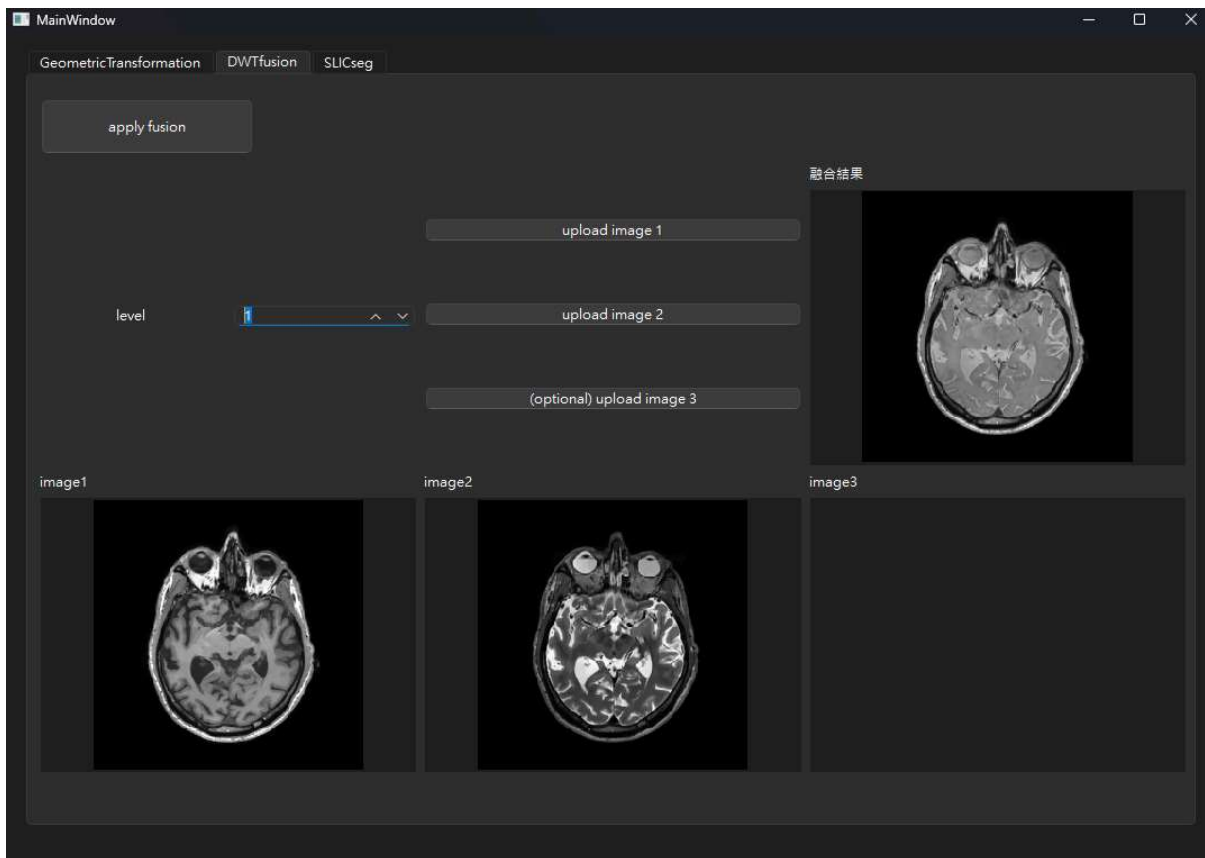 MainWindow
GeometricTransformation
DWTfusion
SLICseg
apply fusion
融合結果
upload image 1
level
1
upload image 2
(optional) upload image 3
image1
image2
image3